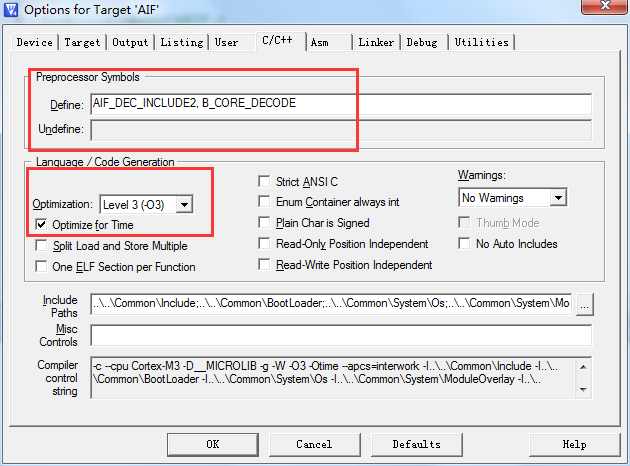 Options for Target 'AIF'
Device Target Output Listing User C/C++ Asm Linker Debug Utilities
Preprocessor Symbols
Define: AIF_DEC_INCLUDE2, B_CORE_DECODE
Undefine:
Language / Code Generation
Optimization: Level 3 (-O3)
Optimize for Time
Split Load and Store Multiple
One ELF Section per Function
Strict ANSI C
Enum Container always int
Plain Char is Signed
Read-Only Position Independent
Read-Write Position Independent
Warnings:
No Warnings
Thumb Mode
No Auto Includes
Include
Paths
..\..\Common\Include;..\..\Common\BootLoader;..\..\Common\System\Os;..\..\Common\System\Mo
...
Misc
Controls
Compiler
control
string
-c --cpu Cortex-M3 -D__MICROLIB -g -W -O3 -Otime --apcs=interwork -I..\..\Common\Include -I..\..
\Common\BootLoader -I..\..\Common\System\Os -I..\..\Common\System\ModuleOverlay -I..\..
OK Cancel Defaults Help